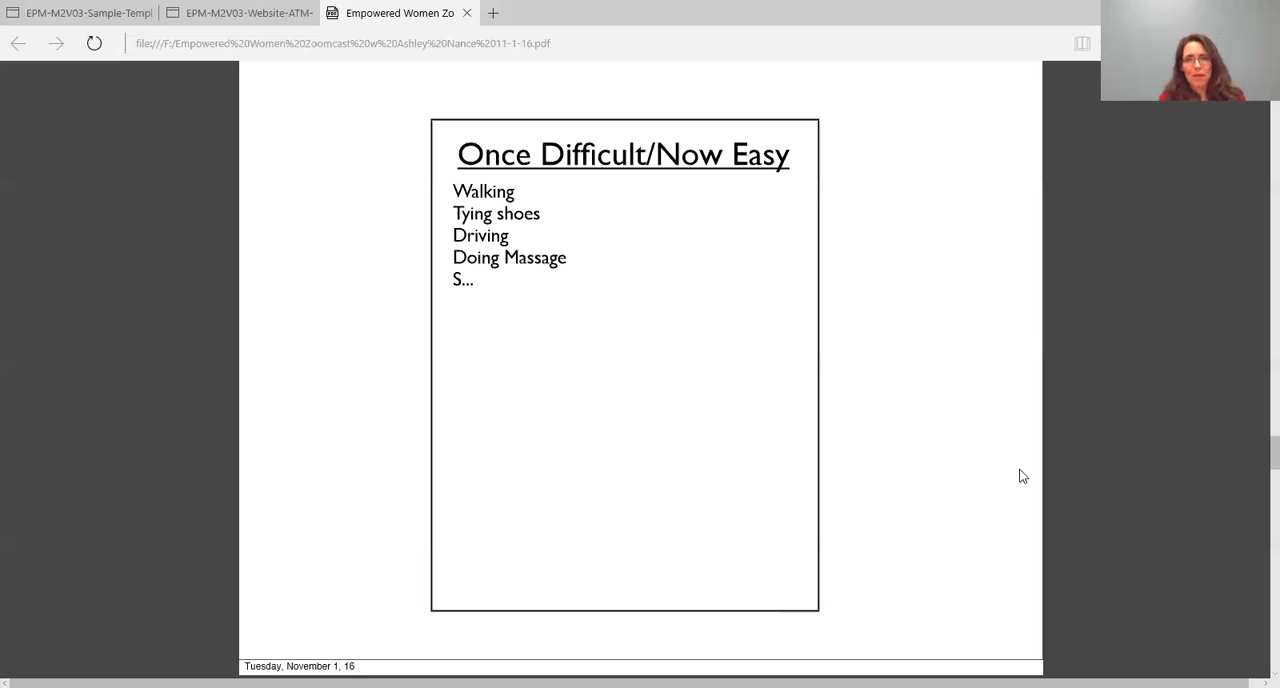 EPM-M2V03-Sample-Templ
EPM-M2V03-Website-ATM-
Empowered Women Zo
file:///F:/Empowered%20Women%20Zoomcast%20w%20Ashley%20Nance%2011-1-16.pdf
Once Difficult/Now Easy
Walking
Tying shoes
Driving
Doing Massage
S...
Tuesday, November 1, 16